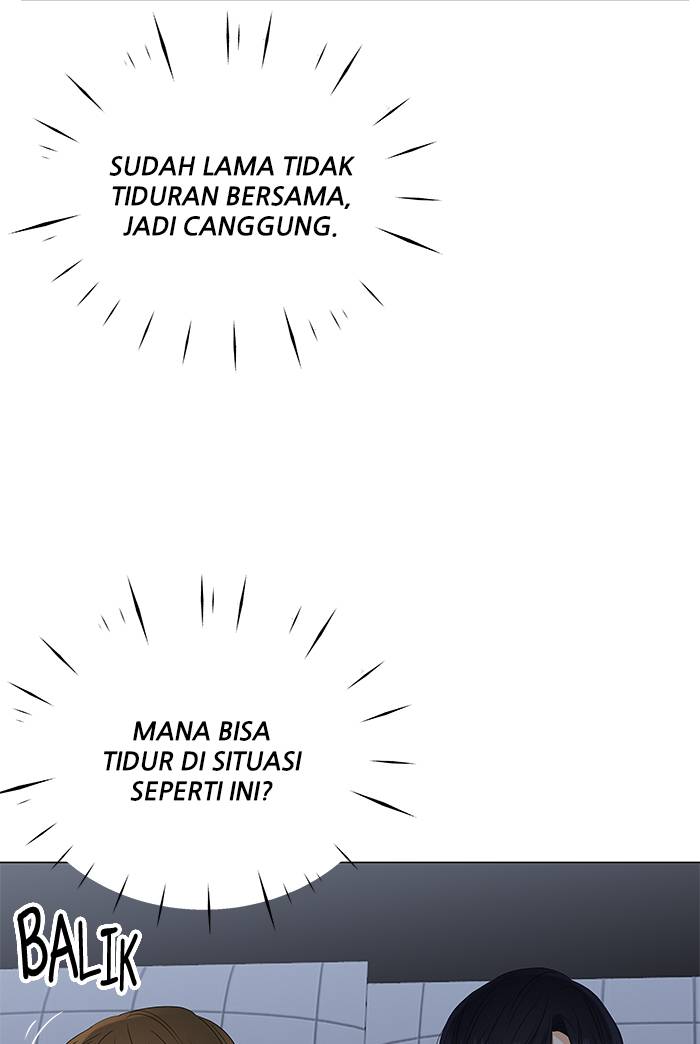 SUDAH LAMA TIDAK
TIDURAN BERSAMA,
JADI CANGGUNG.
MANA BISA
TIDUR DI SITUASI
SEPERTI INI?
BALIK